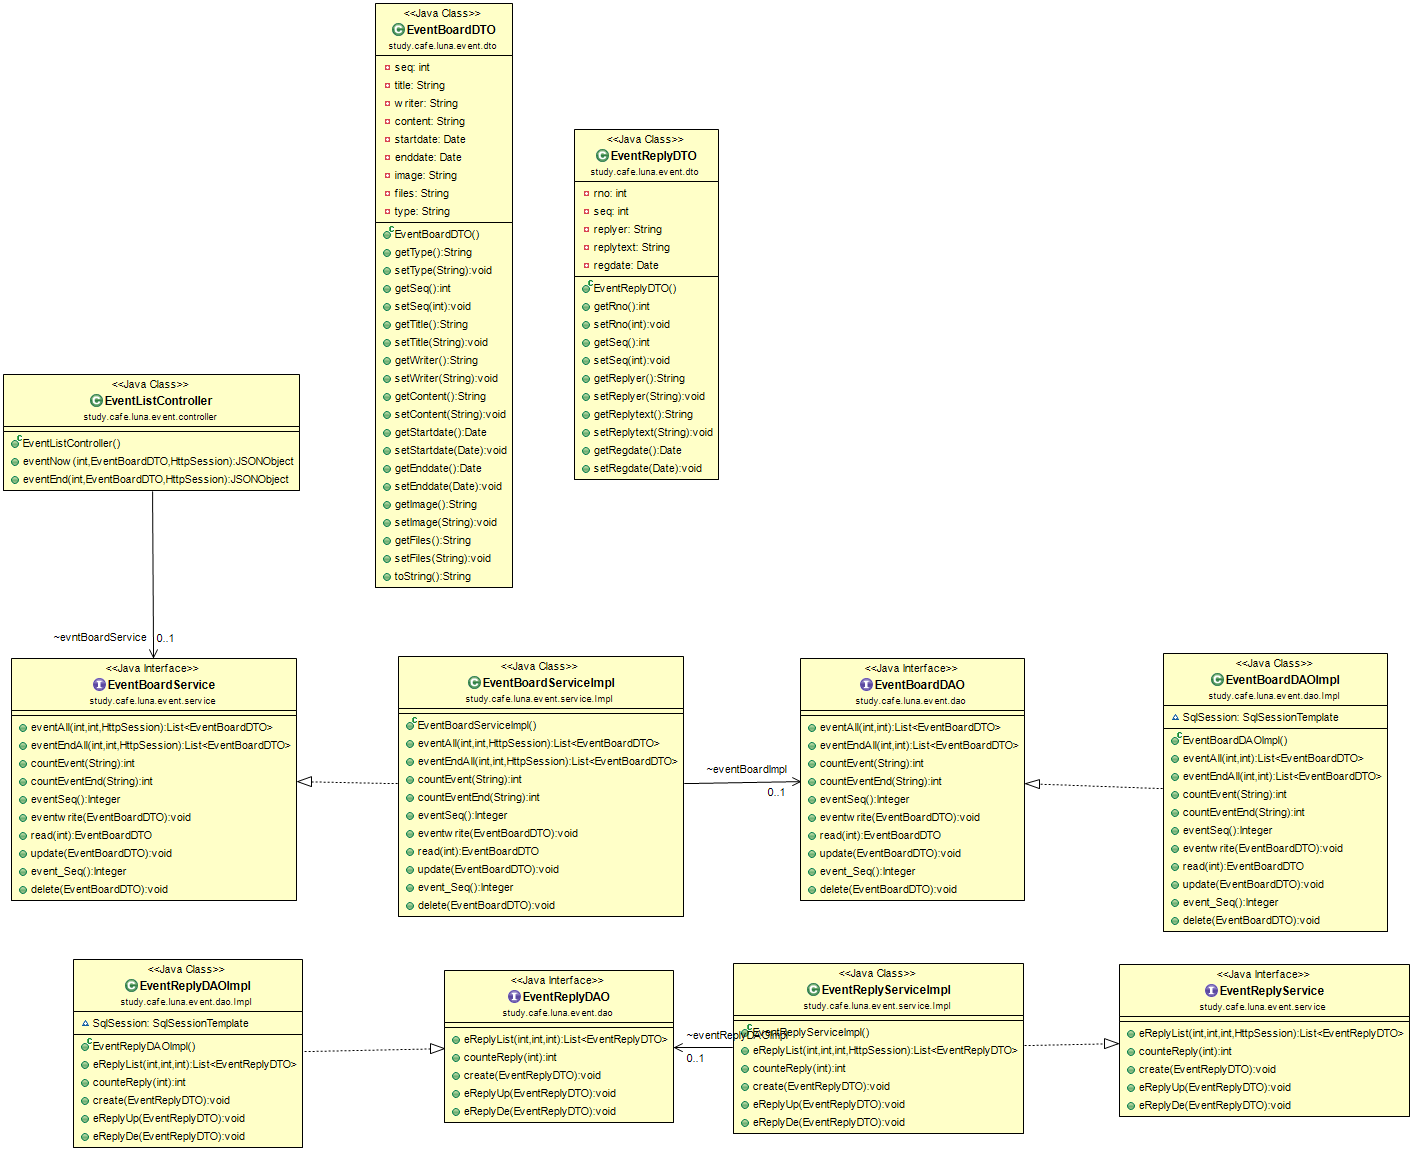 <<Java Class>>
EventBoardDTO
study.cafe.luna.event.dto
seq: int
title: String
writer: String
content: String
startdate: Date
enddate: Date
image: String
files: String
type: String
EventBoardDTO()
getType():String
setType(String):void
getSeq():int
setSeq(int):void
getTitle():String
setTitle(String):void
getWriter():String
setWriter(String):void
getContent():String
setContent(String):void
getStartdate():Date
setStartdate(Date):void
getEnddate():Date
setEnddate(Date):void
getImage():String
setImage(String):void
getFiles():String
setFiles(String):void
toString():String
<<Java Class>>
EventReplyDTO
study.cafe.luna.event.dto
rno: int
seq: int
replyer: String
replytext: String
regdate: Date
EventReplyDTO()
getRno():int
setRno(int):void
getSeq():int
setSeq(int):void
getReplyer():String
setReplyer(String):void
getReplytext():String
setReplytext(String):void
getRegdate():Date
setRegdate(Date):void
<<Java Class>>
EventListController
study.cafe.luna.event.controller
EventListController()
eventNow(int,EventBoardDTO,HttpSession):JSONObject
eventEnd(int,EventBoardDTO,HttpSession):JSONObject
~evntBoardService
0..1
<<Java Interface>>
EventBoardService
study.cafe.luna.event.service
eventAll(int,int,HttpSession):List<EventBoardDTO>
eventEndAll(int,int,HttpSession):List<EventBoardDTO>
countEvent(String):int
countEventEnd(String):int
eventSeq():Integer
eventwrite(EventBoardDTO):void
read(int):EventBoardDTO
update(EventBoardDTO):void
event_Seq():Integer
delete(EventBoardDTO):void
<<Java Class>>
EventBoardServiceImpl
study.cafe.luna.event.service.Impl
EventBoardServiceImpl()
eventAll(int,int,HttpSession):List<EventBoardDTO>
eventEndAll(int,int,HttpSession):List<EventBoardDTO>
countEvent(String):int
countEventEnd(String):int
eventSeq():Integer
eventwrite(EventBoardDTO):void
read(int):EventBoardDTO
update(EventBoardDTO):void
event_Seq():Integer
delete(EventBoardDTO):void
~eventBoardImpl
0..1
<<Java Interface>>
EventBoardDAO
study.cafe.luna.event.dao
eventAll(int,int):List<EventBoardDTO>
eventEndAll(int,int):List<EventBoardDTO>
countEvent(String):int
countEventEnd(String):int
eventSeq():Integer
eventwrite(EventBoardDTO):void
read(int):EventBoardDTO
update(EventBoardDTO):void
event_Seq():Integer
delete(EventBoardDTO):void
<<Java Class>>
EventBoardDAOImpl
study.cafe.luna.event.dao.Impl
SqlSession: SqlSessionTemplate
EventBoardDAOImpl()
eventAll(int,int):List<EventBoardDTO>
eventEndAll(int,int):List<EventBoardDTO>
countEvent(String):int
countEventEnd(String):int
eventSeq():Integer
eventwrite(EventBoardDTO):void
read(int):EventBoardDTO
update(EventBoardDTO):void
event_Seq():Integer
delete(EventBoardDTO):void
<<Java Class>>
EventReplyDAOImpl
study.cafe.luna.event.dao.Impl
SqlSession: SqlSessionTemplate
EventReplyDAOImpl()
eReplyList(int,int,int):List<EventReplyDTO>
counteReply(int):int
create(EventReplyDTO):void
eReplyUp(EventReplyDTO):void
eReplyDe(EventReplyDTO):void
<<Java Interface>>
EventReplyDAO
study.cafe.luna.event.dao
eReplyList(int,int,int):List<EventReplyDTO>
counteReply(int):int
create(EventReplyDTO):void
eReplyUp(EventReplyDTO):void
eReplyDe(EventReplyDTO):void
~eventReplyDAOImpl
0..1
<<Java Class>>
EventReplyServiceImpl
study.cafe.luna.event.service.Impl
EventReplyServiceImpl()
eReplyList(int,int,int,HttpSession):List<EventReplyDTO>
counteReply(int):int
create(EventReplyDTO):void
eReplyUp(EventReplyDTO):void
eReplyDe(EventReplyDTO):void
<<Java Interface>>
EventReplyService
study.cafe.luna.event.service
eReplyList(int,int,int,HttpSession):List<EventReplyDTO>
counteReply(int):int
create(EventReplyDTO):void
eReplyUp(EventReplyDTO):void
eReplyDe(EventReplyDTO):void